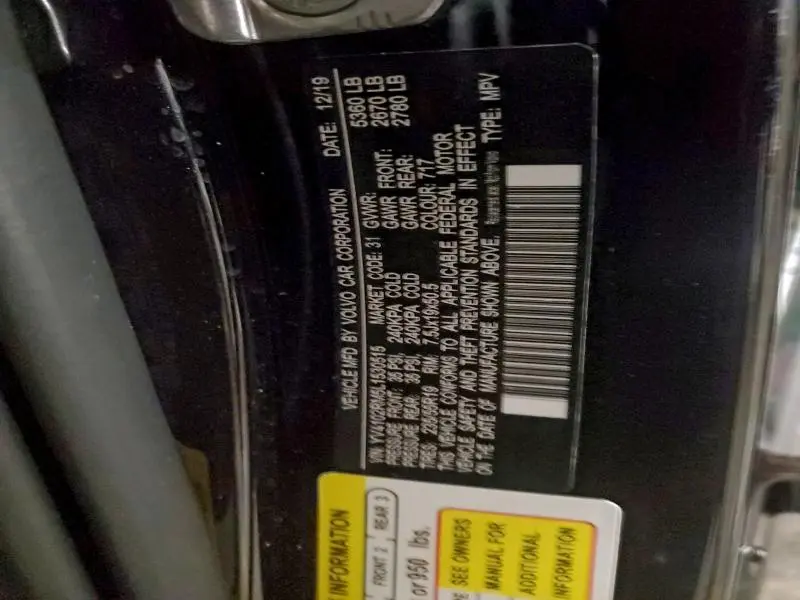 VEHICLE MFD BY VOLVO CAR CORPORATION DATE: 12/19
VIN YV4102RM5L1530515 MARKET CODE: 31 GVWR: 5360 LB
PRESSURE FRONT: 35 PSI, 240KPA COLD GAWR FRONT: 2670 LB
PRESSURE REAR: 35 PSI, 240KPA COLD GAWR REAR: 2780 LB
TIRES 235/55R19 RIM: 7.5Jx19x50.5 COLOUR: 717
THIS VEHICLE CONFORMS TO ALL APPLICABLE FEDERAL MOTOR
VEHICLE SAFETY AND THEFT PREVENTION STANDARDS IN EFFECT
ON THE DATE OF MANUFACTURE SHOWN ABOVE. TYPE: MPV
INFORMATION
FRONT 2 REAR 3
or 950 lbs.
SEE OWNERS
MANUAL FOR
ADDITIONAL
INFORMATION